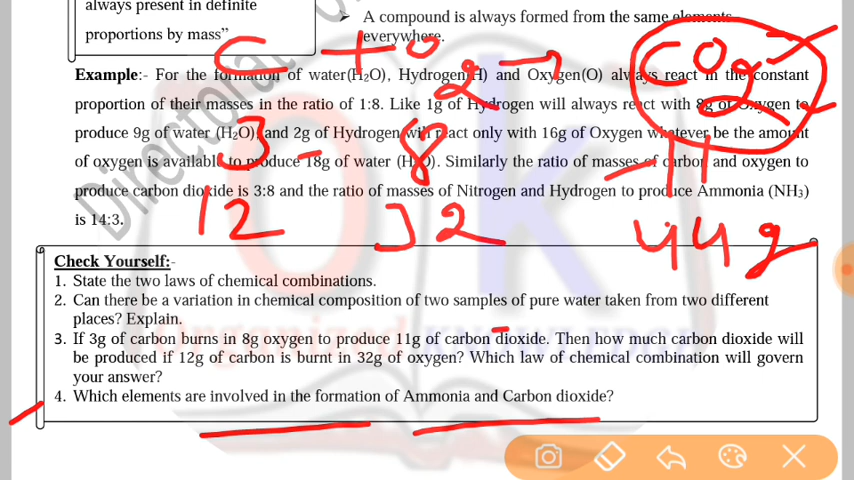 always present in definite
proportions by mass”
➤ A compound is always formed from the same elements
everywhere.
C + O2 → CO2
Example:- For the formation of water(H₂O), Hydrogen(H) and Oxygen(O) always react in the constant
proportion of their masses in the ratio of 1:8. Like 1g of Hydrogen will always react with 8g of Oxygen to
produce 9g of water (H₂O) and 2g of Hydrogen will react only with 16g of Oxygen whatever be the amount
of oxygen is available to produce 18g of water (H₂O). Similarly the ratio of masses of carbon and oxygen to
produce carbon dioxide is 3:8 and the ratio of masses of Nitrogen and Hydrogen to produce Ammonia (NH₃)
is 14:3.
3 - 8 - 11
12 32 44g
Check Yourself:-
1. State the two laws of chemical combinations.
2. Can there be a variation in chemical composition of two samples of pure water taken from two different
places? Explain.
3. If 3g of carbon burns in 8g oxygen to produce 11g of carbon dioxide. Then how much carbon dioxide will
be produced if 12g of carbon is burnt in 32g of oxygen? Which law of chemical combination will govern
your answer?
4. Which elements are involved in the formation of Ammonia and Carbon dioxide?